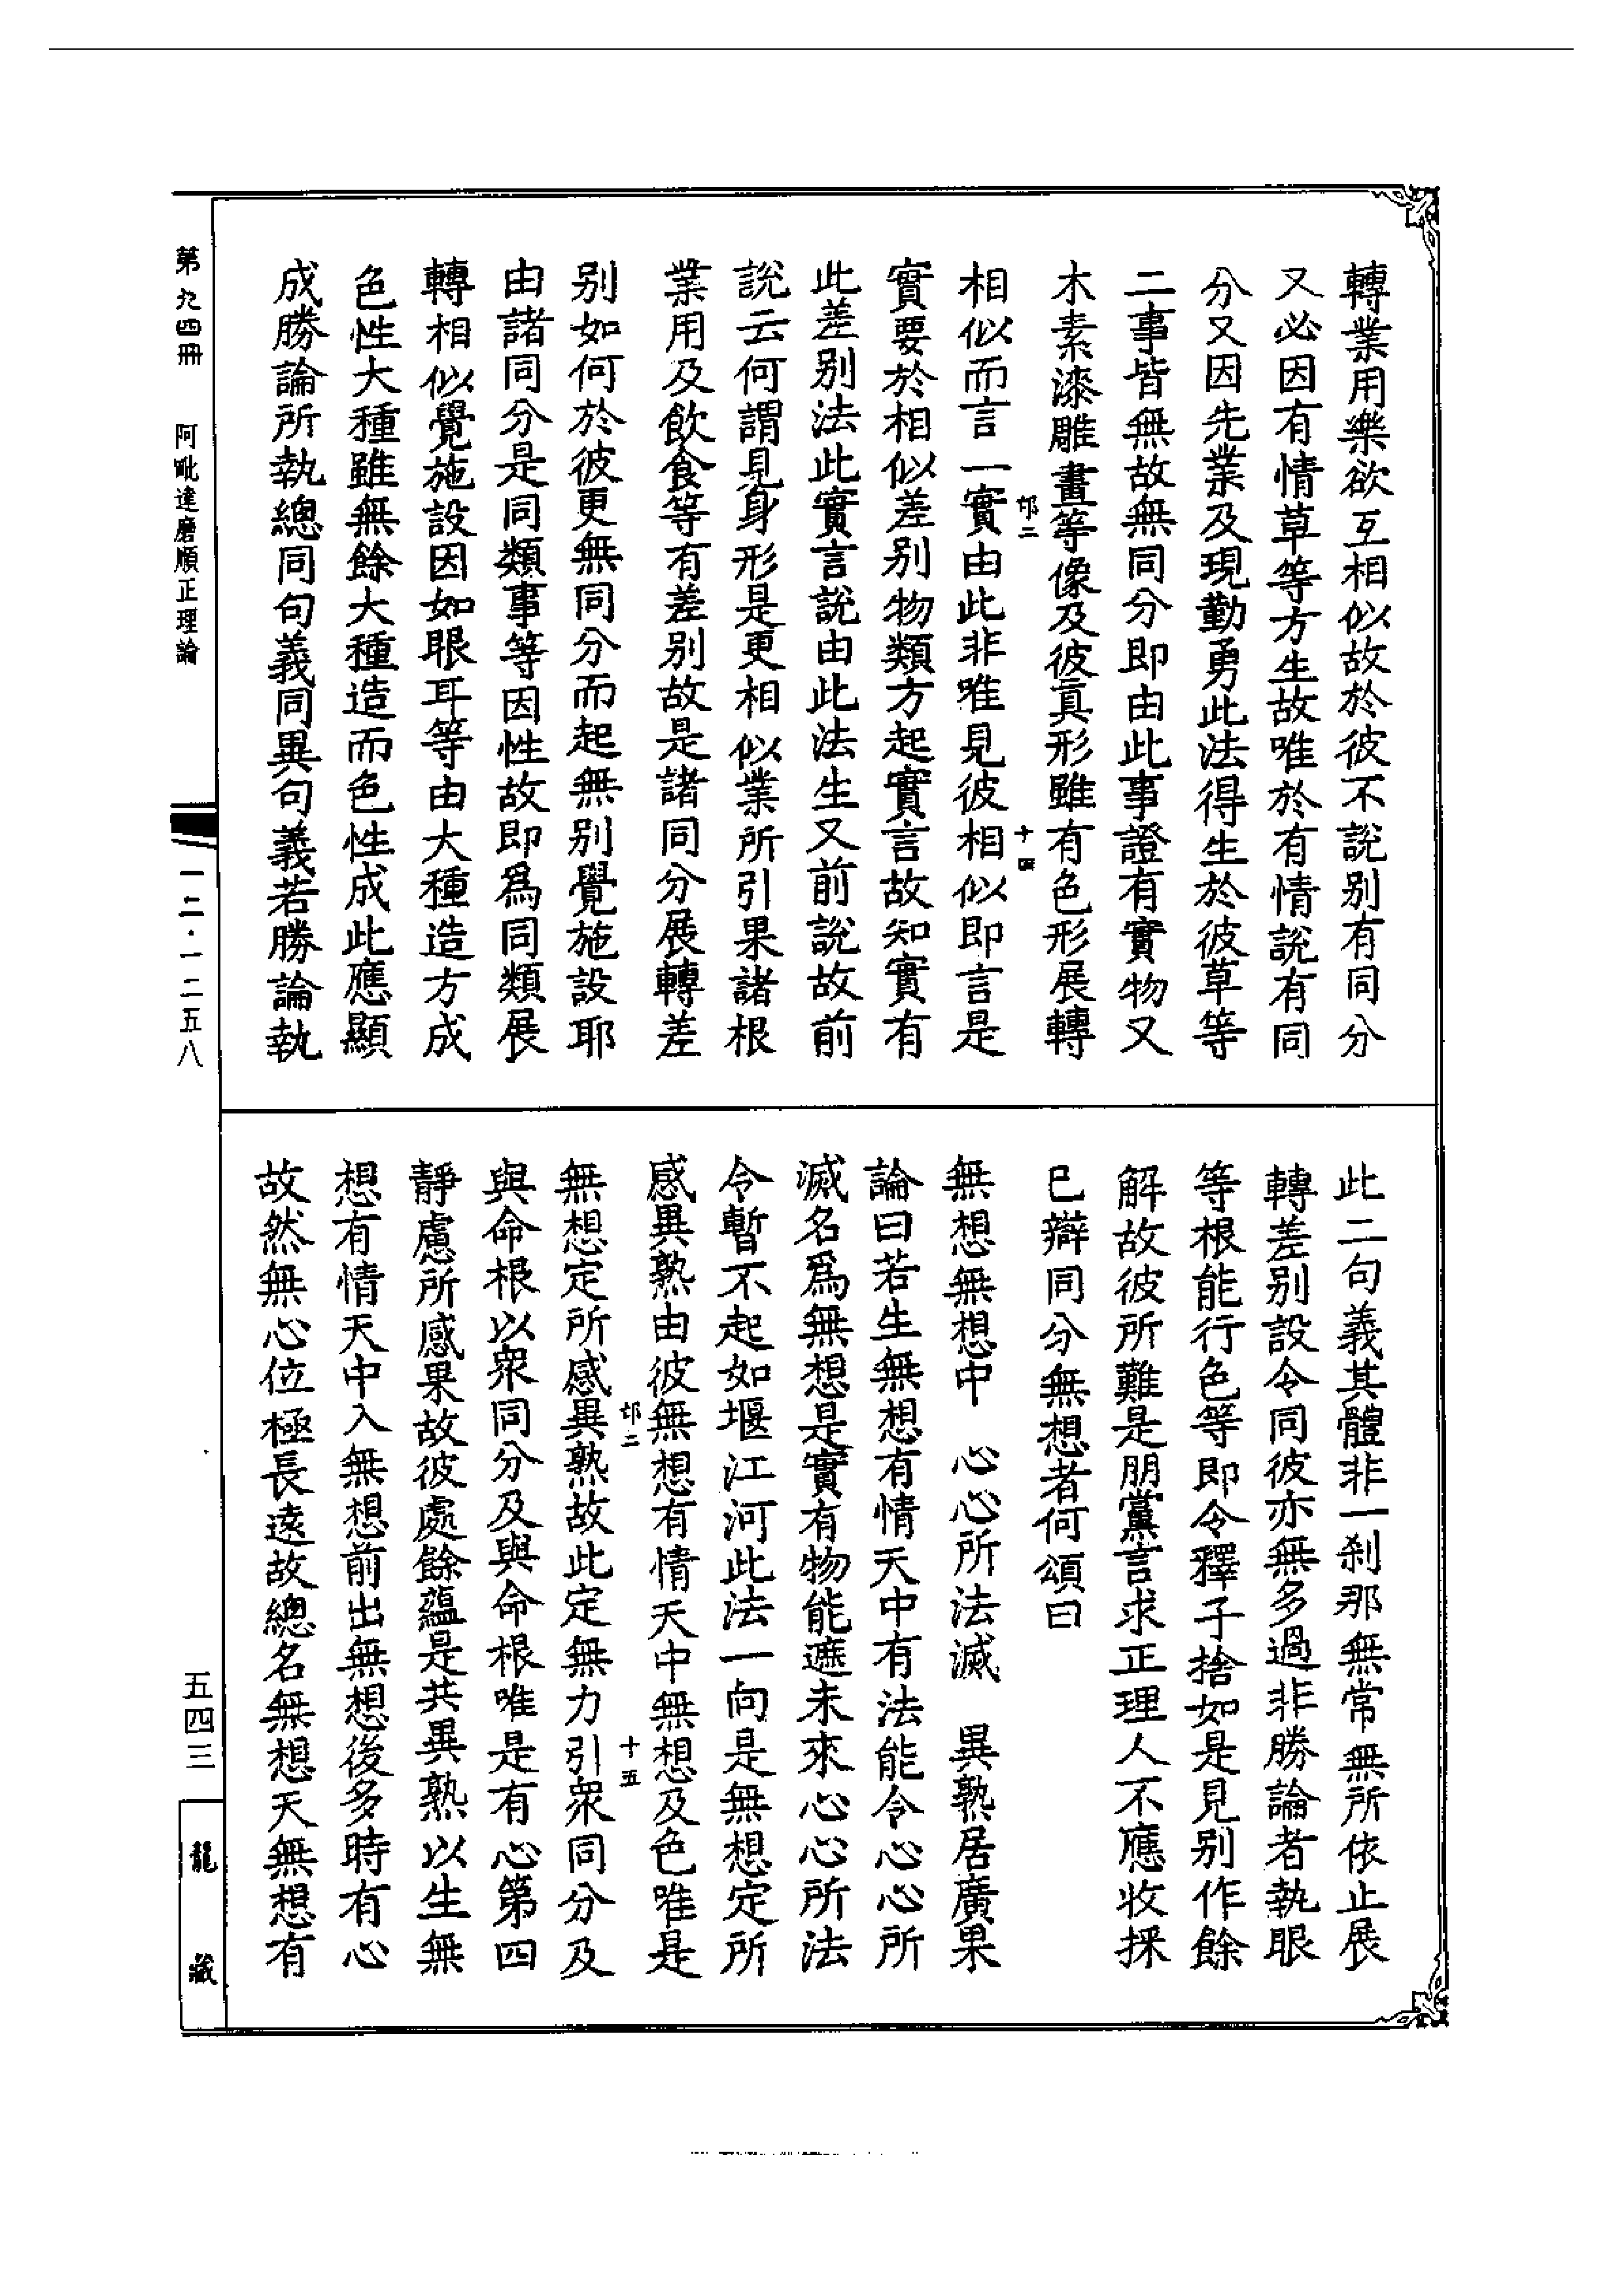 轉業用樂欲互相似故於彼不說別有同分
又必因有情草等方生故唯於有情說有同
分又因先業及現勤勇此法得生於彼草等
二事皆無故無同分即由此事證有實物又
木素漆雕畫等像及彼真形雖有色形展轉
十四
相似而言一實由此非唯見彼相似即言是
實要於相似差別物類方起實言故知實有
此差別法此實言說由此法生又前說故前
說云何謂見身形是更相似業所引果諸根
業用及飲食等有差別故是諸同分展轉差
別如何於彼更無同分而起無別覺施設耶
由諸同分是同類事等因性故即為同類展
轉相似覺施設因如眼耳等由大種造方成
色性大種雖無餘大種造而色性成此應顯
成勝論所執總同句義同異句義若勝論執
此二句義其體非一剎那無常無所依止展
轉差別設令同彼亦無多過非勝論者執眼
等根能行色等即令釋子捨如是見別作餘
解故彼所難是朋黨言求正理人不應收採
已辯同分無想者何頌曰
無想無想中 心心所法滅 異熟居廣果
論曰若生無想有情天中有法能令心心所
滅名為無想是實有物能遮未來心心所法
令暫不起如堰江河此法一向是無想定所
感異熟由彼無想有情天中無想及色唯是
十五
無想定所感異熟故此定無力引眾同分及
與命根以眾同分及與命根唯是有心第四
靜慮所感果故彼處餘蘊是共異熟以生無
想有情天中入無想前出無想後多時有心
故然無心位極長遠故總名無想天無想有
第九四冊 阿毗達磨順正理論
一二·一二五八
五四三
龍藏